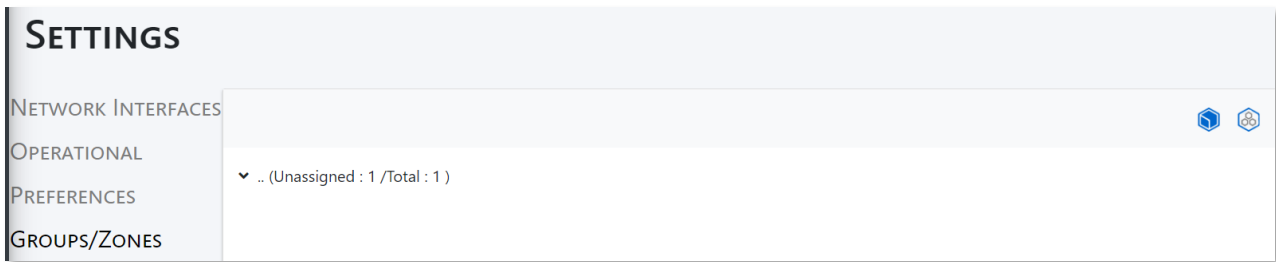 Settings
Network Interfaces
Operational
Preferences
Groups/Zones
.. (Unassigned : 1 /Total : 1 )